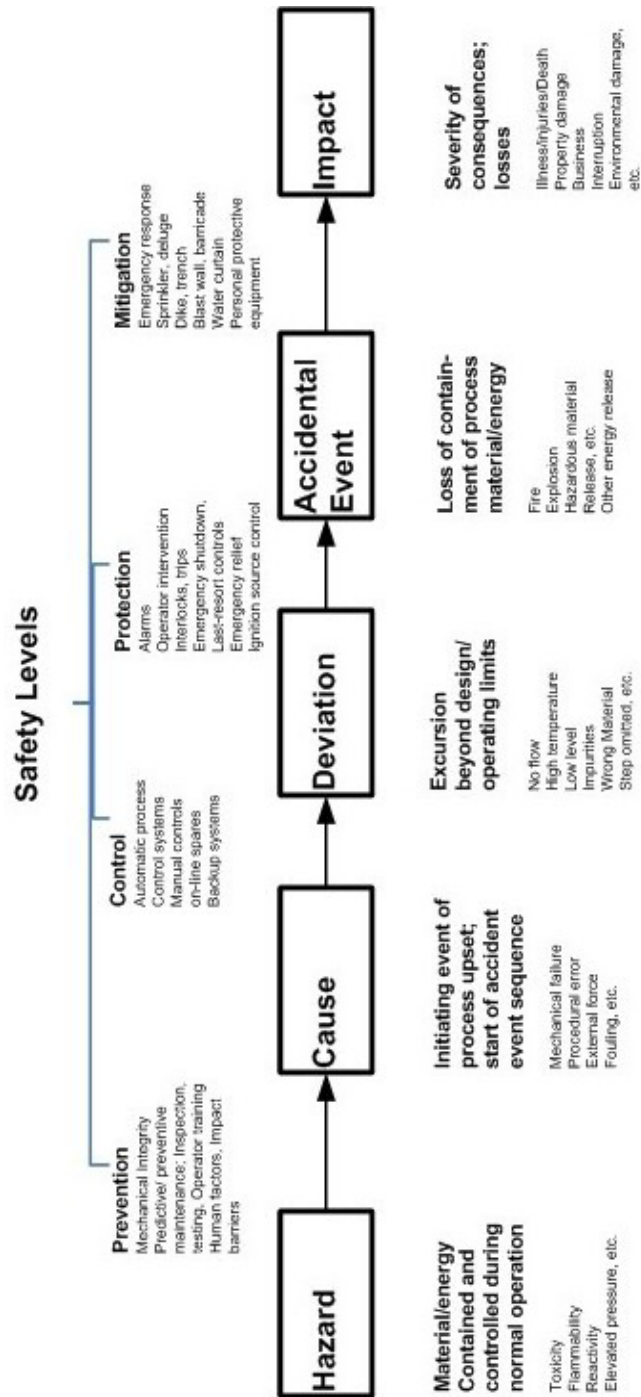 Safety Levels
Prevention
Mechanical Integrity
Predictive/ preventive
maintenance; Inspection,
testing, Operator training
Human factors, Impact
barriers
Control
Automatic process
Control systems
Manual controls
on-line spares
Backup systems
Protection
Alarms
Operator intervention
Interlocks, trips
Emergency shutdown,
Last-resort controls
Emergency relief
Ignition source control
Mitigation
Emergency response
Sprinkler, deluge
Dike, trench
Blast wall, barricade
Water curtain
Personal protective
equipment
Hazard
Cause
Deviation
Accidental
Event
Impact
Material/energy
Contained and
controlled during
normal operation
Toxicity
Flammability
Reactivity
Elevated pressure, etc.
Initiating event of
process upset;
start of accident
event sequence
Mechanical failure
Procedural error
External force
Fouling, etc.
Excursion
beyond design/
operating limits
No flow
High temperature
Low level
Impurities
Wrong Material
Step omitted, etc.
Loss of contain-
ment of process
material/energy
Fire
Explosion
Hazardous material
Release, etc.
Other energy release
Severity of
consequences;
losses
Illness/injuries/Death
Property damage
Business
Interruption
Environmental damage,
etc.